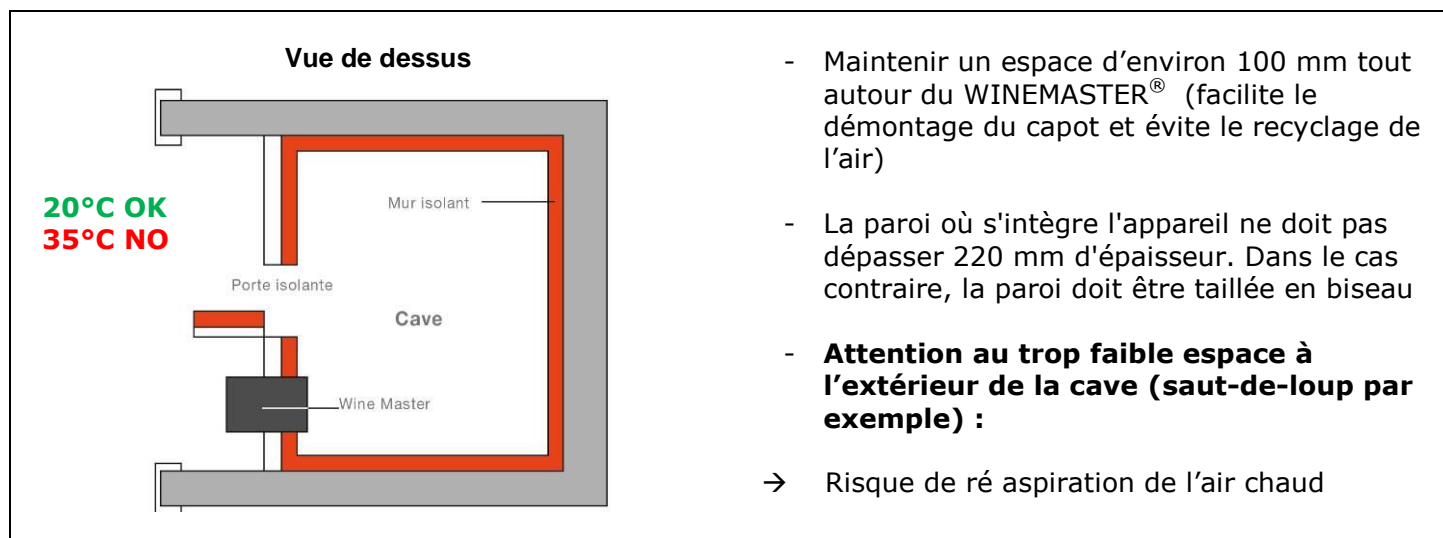 Vue de dessus
20°C OK
35°C NO
Mur isolant
Porte isolante
Cave
Wine Master
- Maintenir un espace d’environ 100 mm tout
autour du WINEMASTER® (facilite le
démontage du capot et évite le recyclage de
l’air)
- La paroi où s'intègre l'appareil ne doit pas
dépasser 220 mm d'épaisseur. Dans le cas
contraire, la paroi doit être taillée en biseau
- Attention au trop faible espace à
l’extérieur de la cave (saut-de-loup par
exemple) :
→ Risque de ré aspiration de l’air chaud